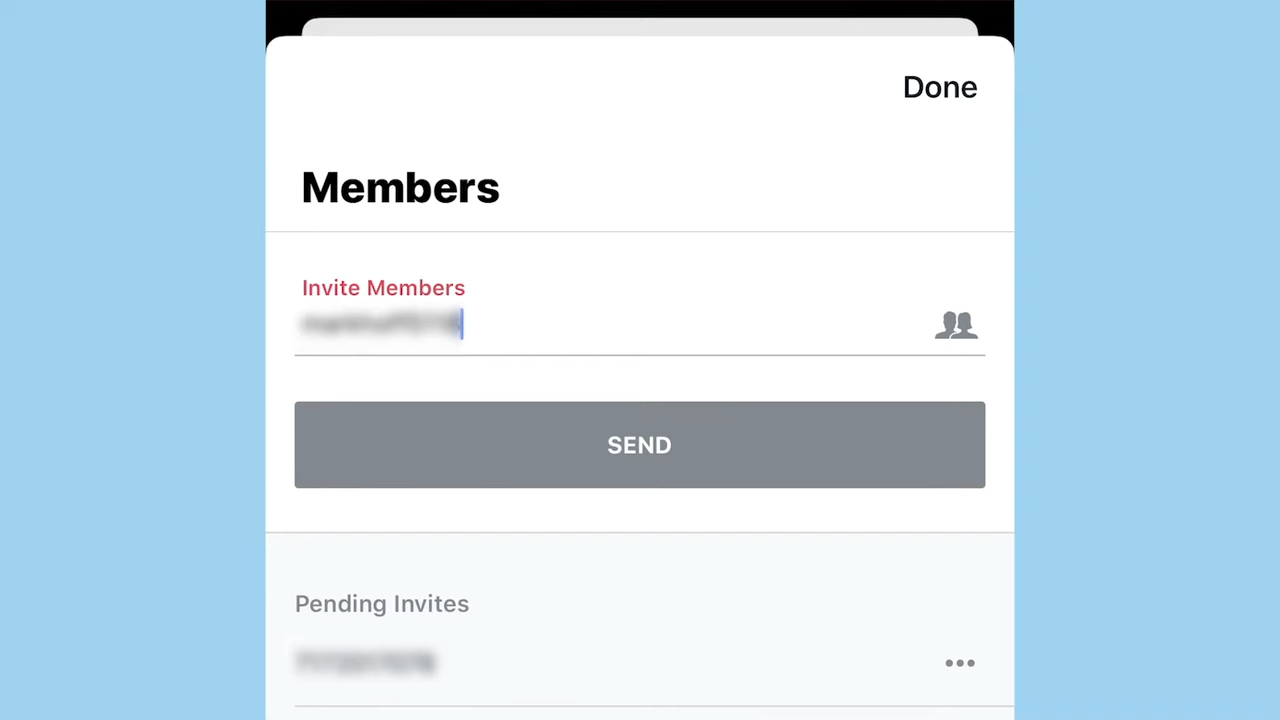 Done
Members
Invite Members
SEND
Pending Invites